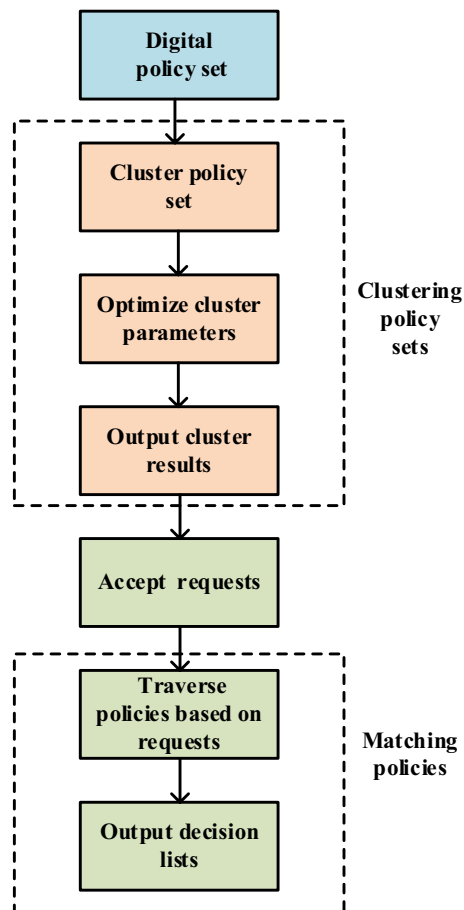 Digital
policy set
Cluster policy
set
Optimize cluster
parameters
Clustering
policy
sets
Output cluster
results
Accept requests
Traverse
policies based on
requests
Matching
policies
Output decision
lists